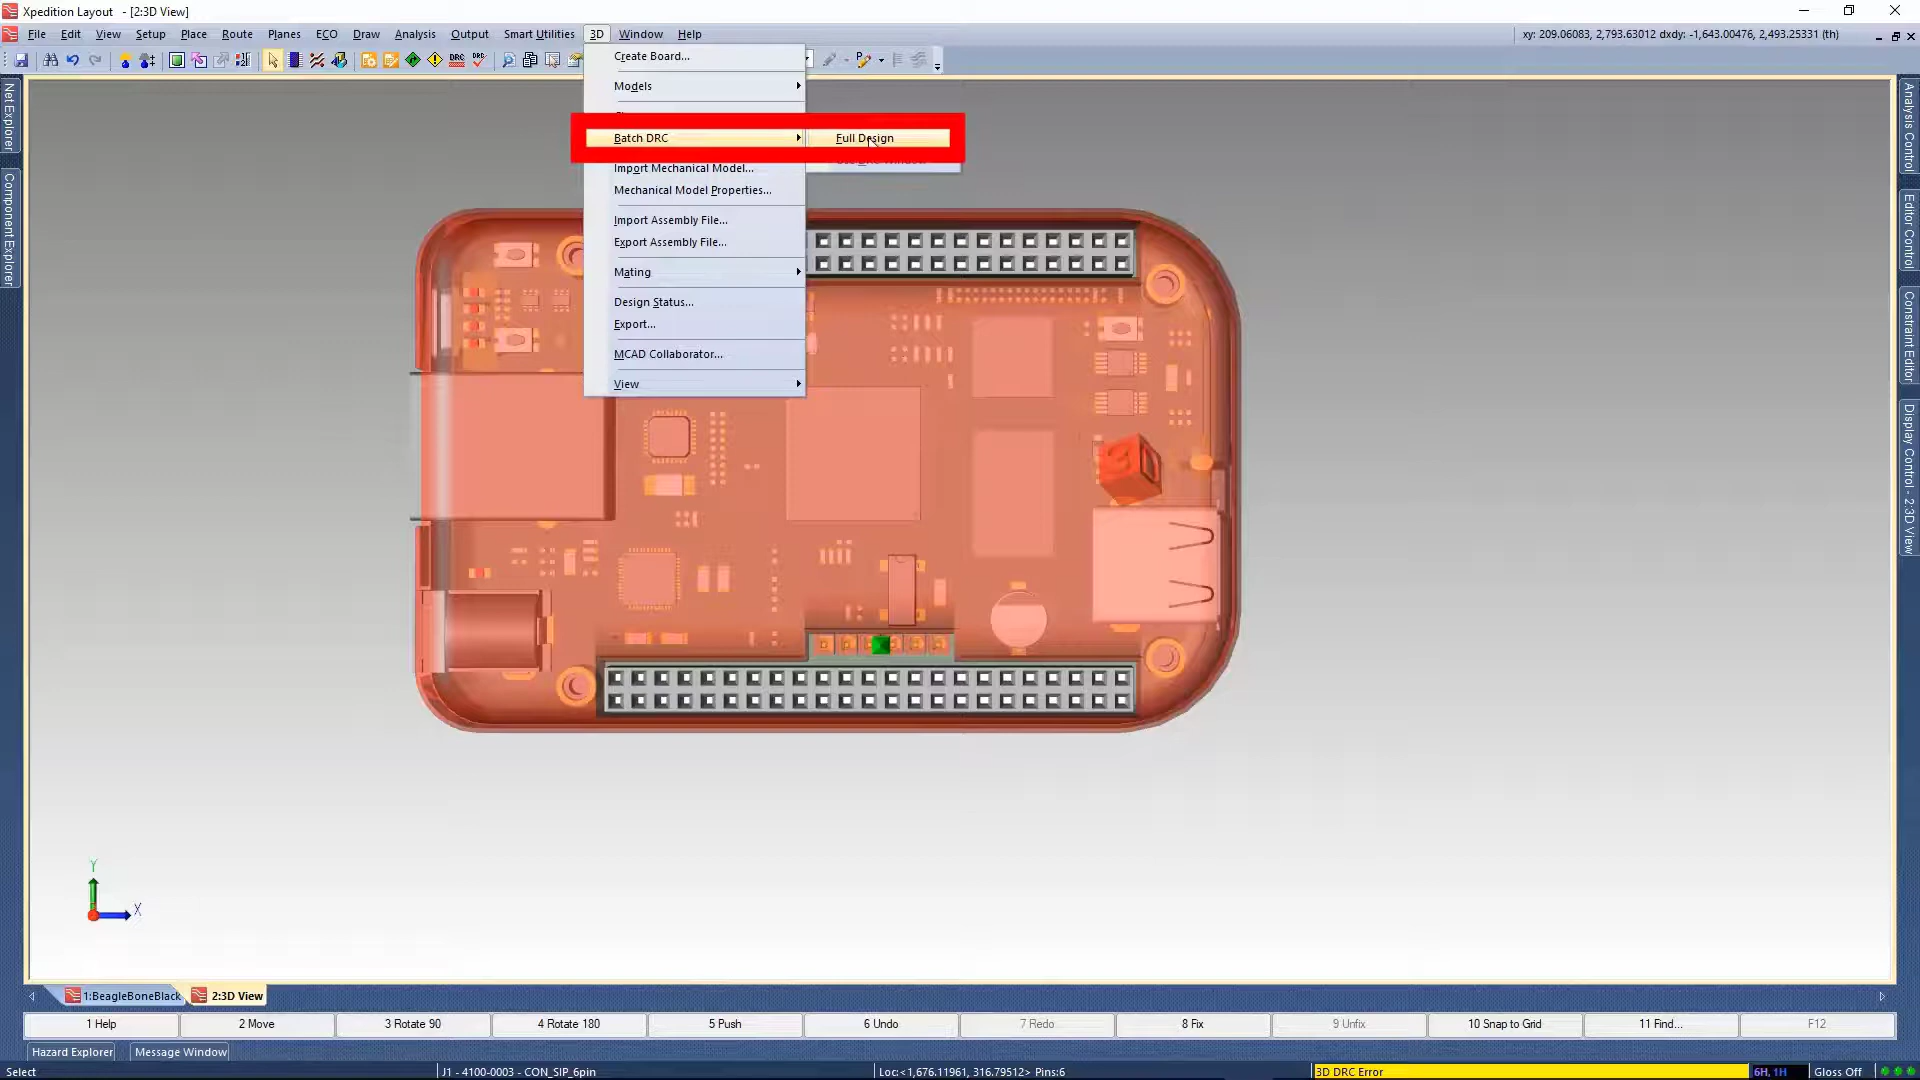 Xpedition Layout - [2:3D View]
File Edit View Setup Place Route Planes ECO Draw Analysis Output Smart Utilities 3D Window Help
xy: 209.06083, 2,793.63012 dxdy: -1,643.00476, 2,493.25331 (th)
Create Board...
Models
Batch DRC
Full Design
Import Mechanical Model...
Mechanical Model Properties...
Import Assembly File...
Export Assembly File...
Mating
Design Status...
Export...
MCAD Collaborator...
View
Net Explorer
Component Explorer
Analysis Control
Editor Control
Constraint Editor
Display Control - 2:3D View
Y
X
1:BeagleBoneBlack
2:3D View
1 Help
2 Move
3 Rotate 90
4 Rotate 180
5 Push
6 Undo
7 Redo
8 Fix
9 Unfix
10 Snap to Grid
11 Find...
F12
Hazard Explorer
Message Window
Select
J1 - 4100-0003 - CON_SIP_6pin
Loc:<1,676.11961, 316.79512> Pins:6
3D DRC Error
6H, 1H
Gloss Off